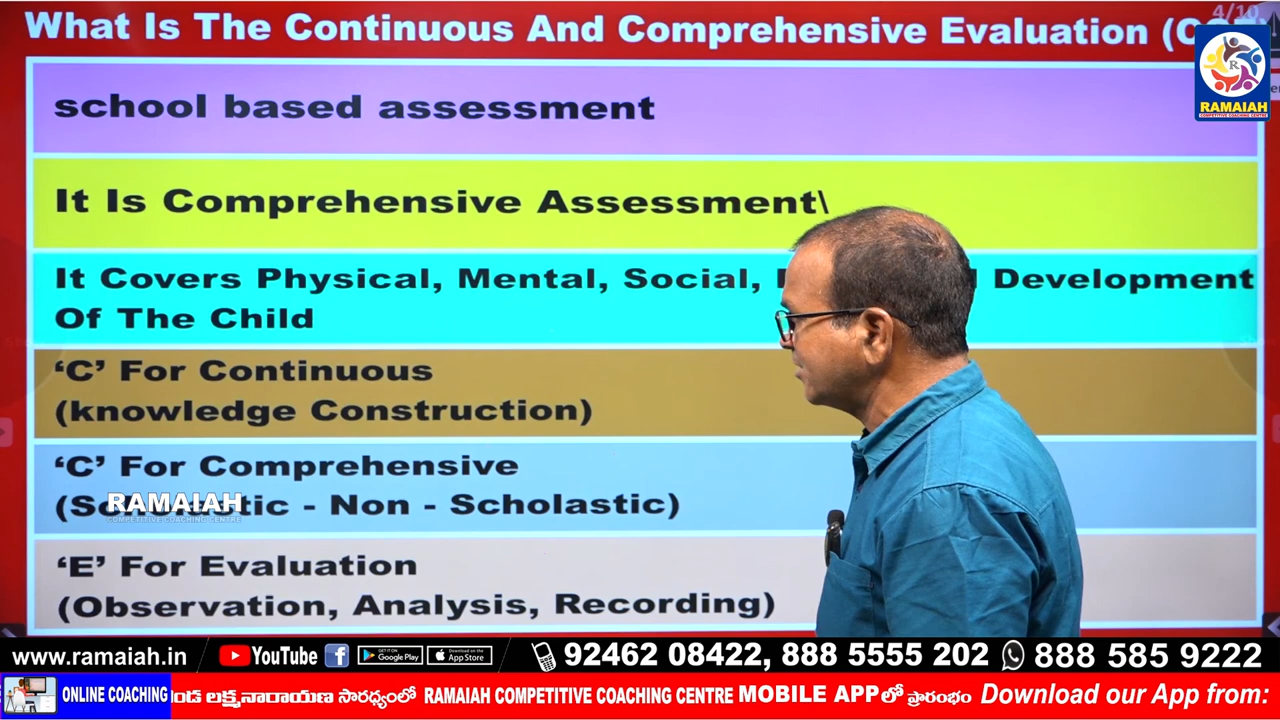 What Is The Continuous And Comprehensive Evaluation
4/10
RAMAIAH
COMPETITIVE COACHING CENTRE
school based assessment
It Is Comprehensive Assessment\
It Covers Physical, Mental, Social, Development
Of The Child
‘C’ For Continuous
(knowledge Construction)
‘C’ For Comprehensive
- Non - Scholastic)
RAMAIAH
COMPETITIVE COACHING CENTRE
‘E’ For Evaluation
(Observation, Analysis, Recording)
www.ramaiah.in YouTube GET IT ON Google Play Download on the App Store 92462 08422, 888 5555 202 888 585 9222
ONLINE COACHING లక్ష్మీనారాయణ సారధ్యంలో RAMAIAH COMPETITIVE COACHING CENTRE MOBILE APP లో ప్రారంభం Download our App from: